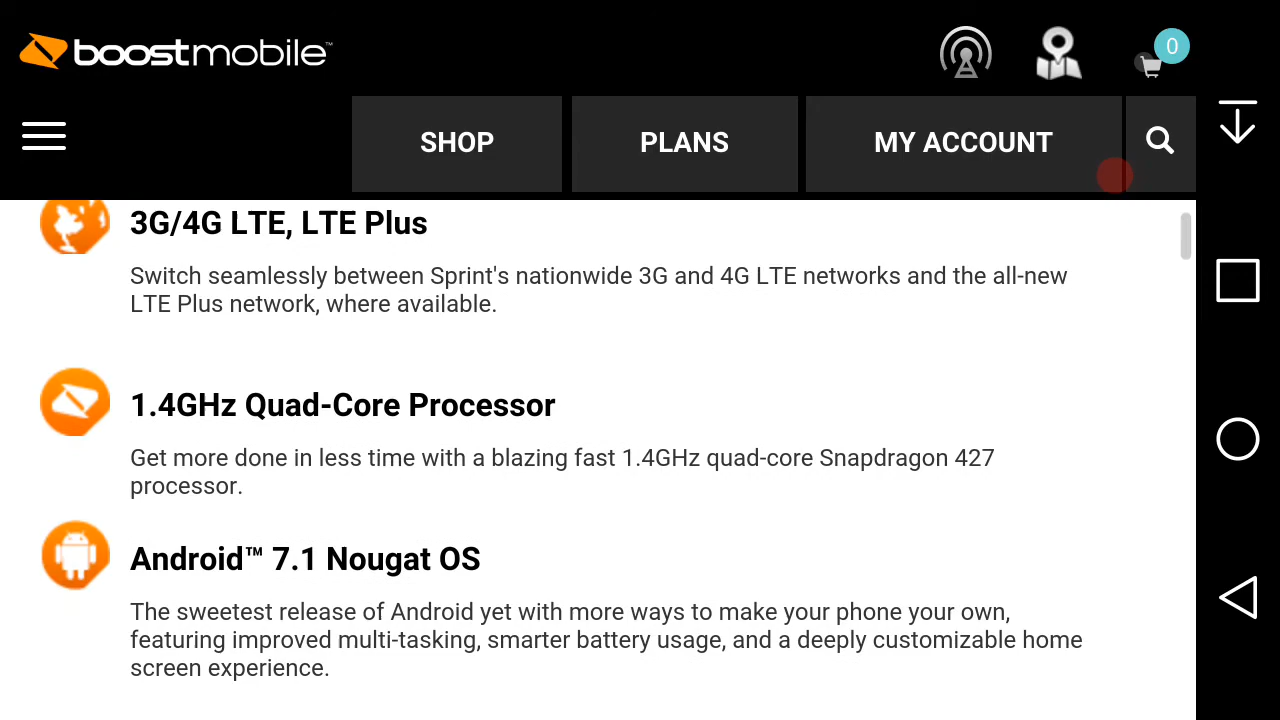 boostmobile™
0
SHOP
PLANS
MY ACCOUNT
3G/4G LTE, LTE Plus
Switch seamlessly between Sprint's nationwide 3G and 4G LTE networks and the all-new
LTE Plus network, where available.
1.4GHz Quad-Core Processor
Get more done in less time with a blazing fast 1.4GHz quad-core Snapdragon 427
processor.
Android™ 7.1 Nougat OS
The sweetest release of Android yet with more ways to make your phone your own,
featuring improved multi-tasking, smarter battery usage, and a deeply customizable home
screen experience.